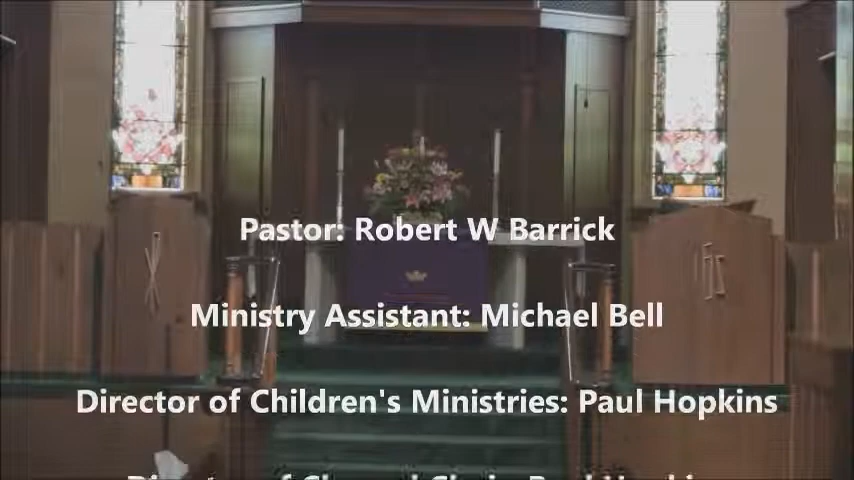 Pastor: Robert W Barrick
Ministry Assistant: Michael Bell
Director of Children's Ministries: Paul Hopkins